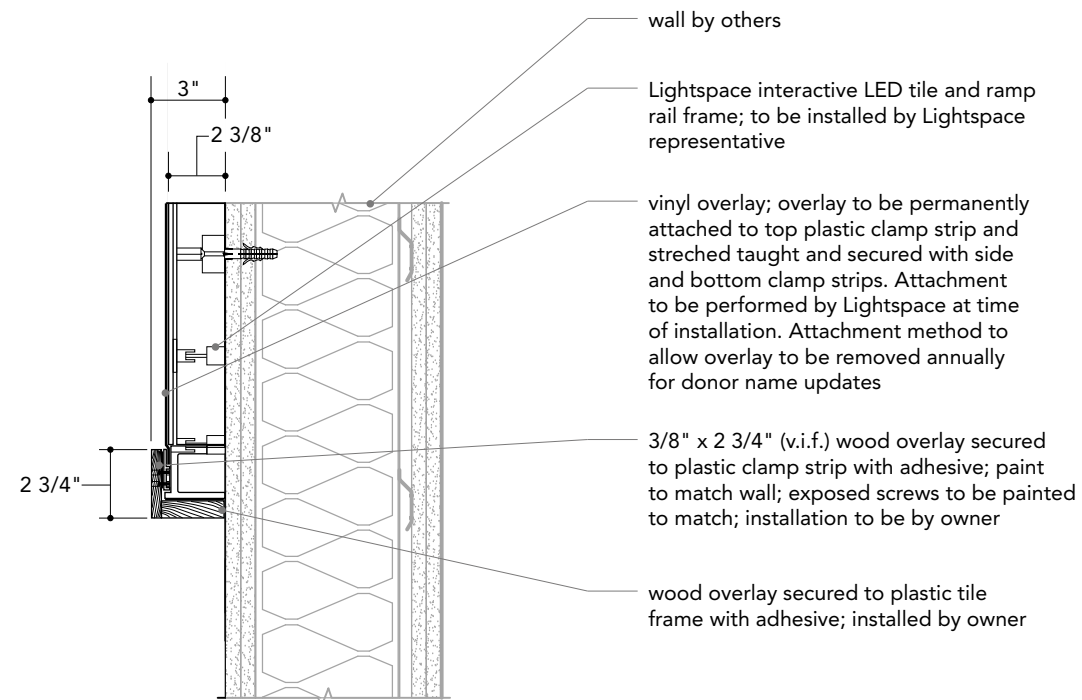 wall by others
3"
Lightspace interactive LED tile and ramp
rail frame; to be installed by Lightspace
representative
2 3/8"
vinyl overlay; overlay to be permanently
attached to top plastic clamp strip and
streched taught and secured with side
and bottom clamp strips. Attachment
to be performed by Lightspace at time
of installation. Attachment method to
allow overlay to be removed annually
for donor name updates
3/8" x 2 3/4" (v.i.f.) wood overlay secured
to plastic clamp strip with adhesive; paint
to match wall; exposed screws to be painted
to match; installation to be by owner
2 3/4"
wood overlay secured to plastic tile
frame with adhesive; installed by owner